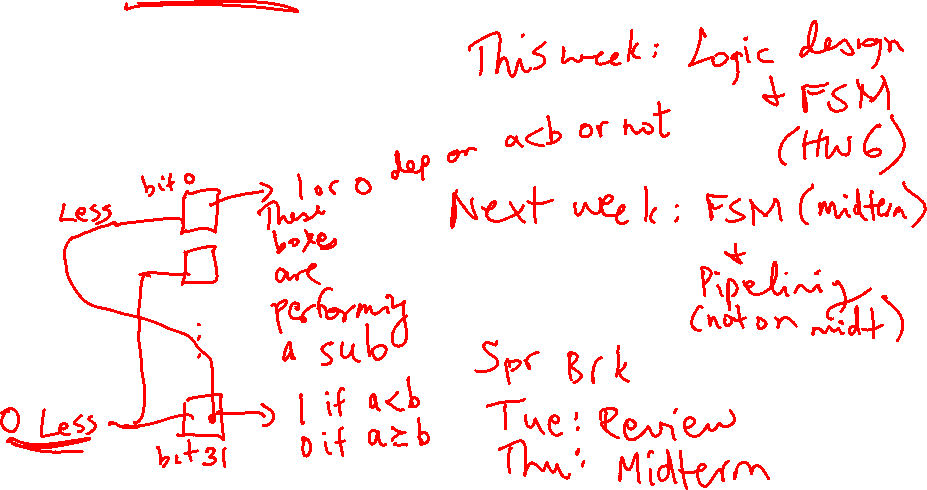 This week: Logic design
+ FSM
(HW6)
bit 0
Less
1 or 0 dep on a<b or not
These
boxes
are
performing
a sub
0 Less
bit 31
1 if a<b
0 if a≥b
Next week: FSM (midterm)
+
Pipelining
(not on midt)
Spr Brk
Tue: Review
Thu: Midterm